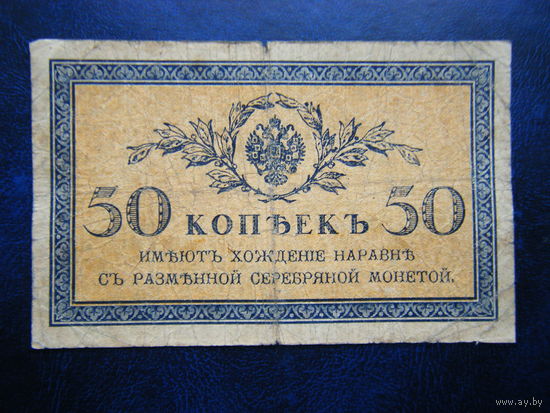 50 КОПѢЕКЪ 50
ИМѢЮТЪ ХОЖДЕНІЕ НАРАВНѢ
СЪ РАЗМѢННОЙ СЕРЕБРЯНОЙ МОНЕТОЙ.
www.ay.by